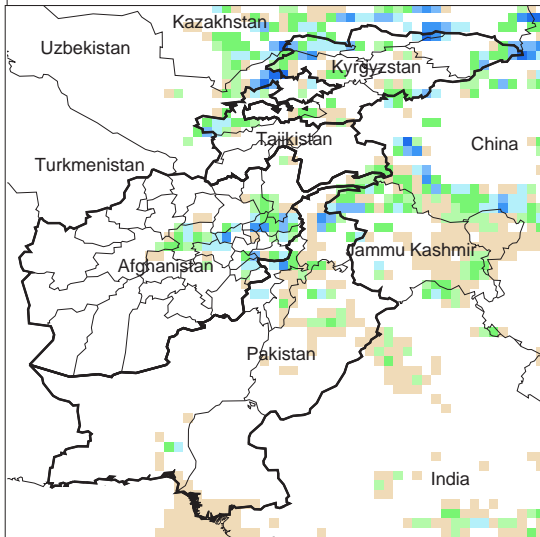 Kazakhstan
Uzbekistan
Kyrgyzstan
Tajikistan
China
Turkmenistan
Jammu Kashmir
Afghanistan
Pakistan
India